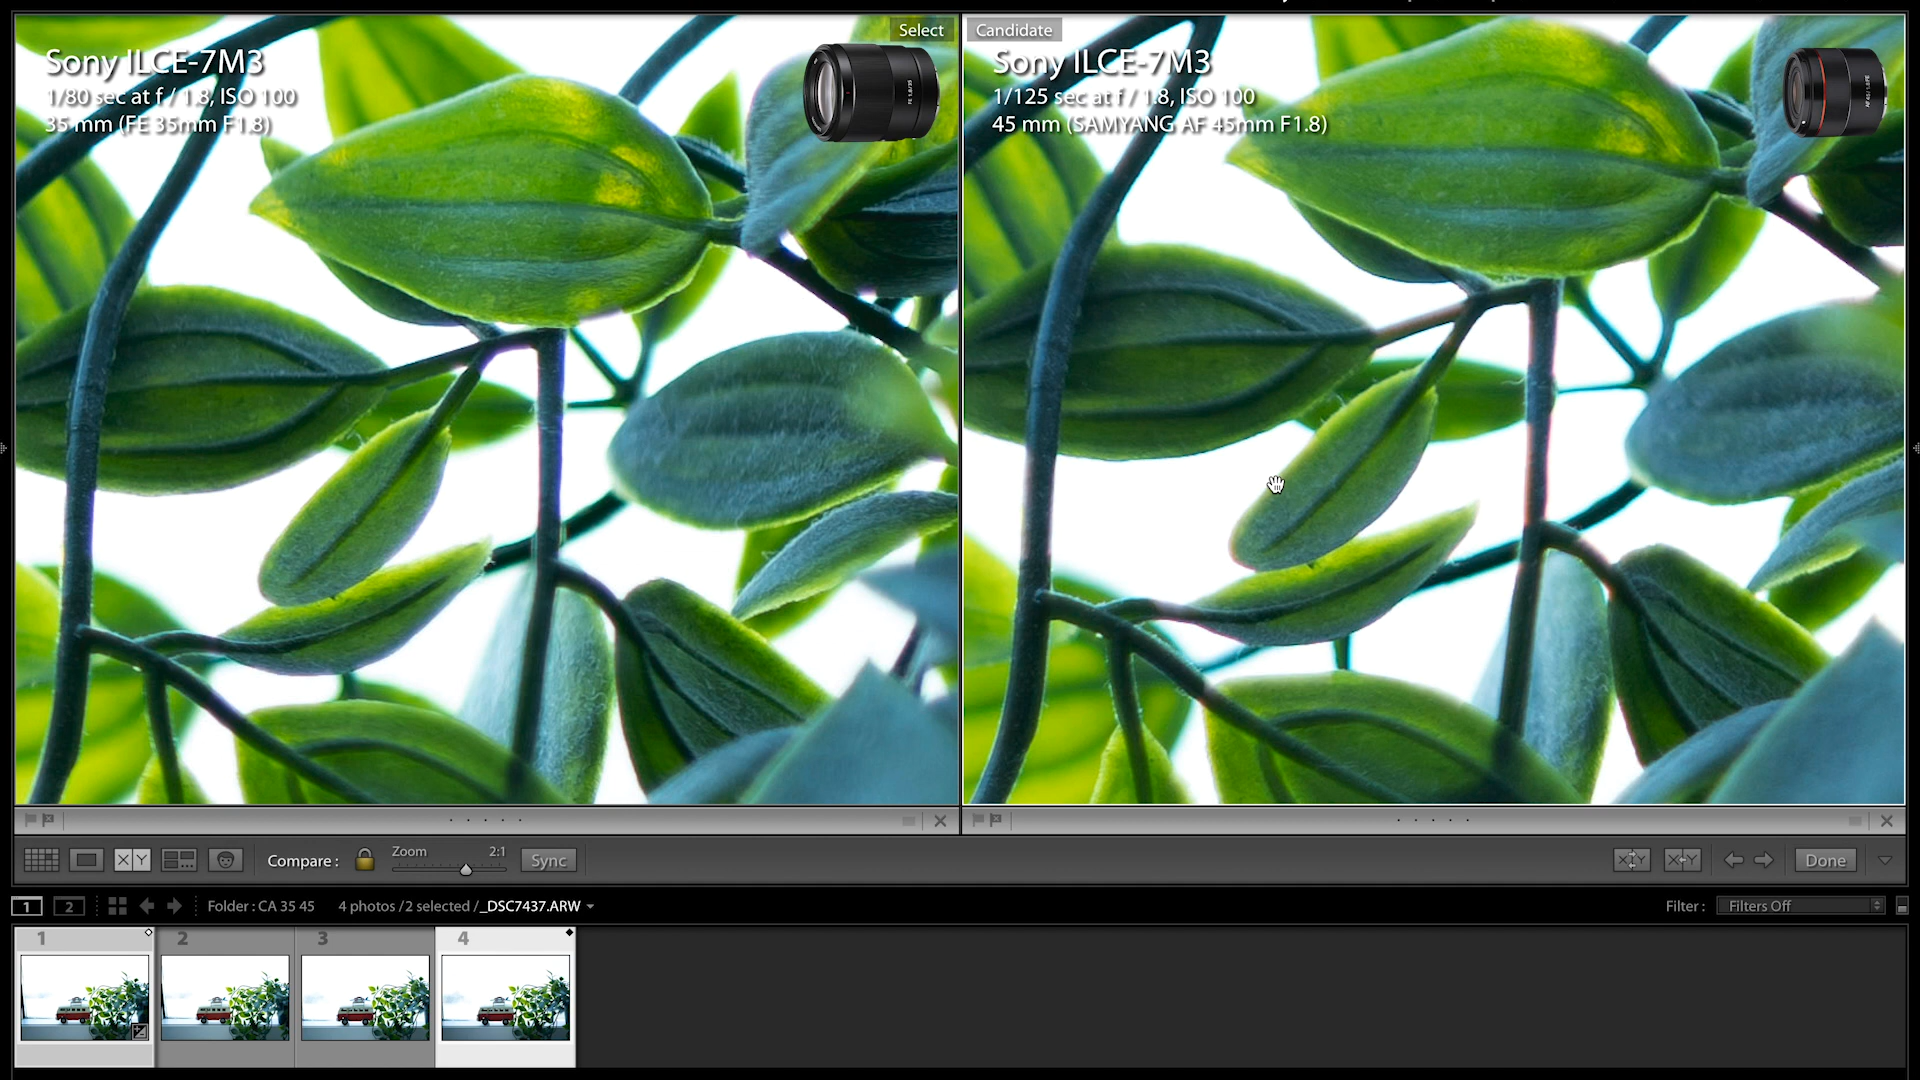 Select
Sony ILCE-7M3
1/80 sec at f / 1.8, ISO 100
35 mm (FE 35mm F1.8)
Candidate
Sony ILCE-7M3
1/125 sec at f / 1.8, ISO 100
45 mm (SAMYANG AF 45mm F1.8)
X Y
Compare :
Zoom
2:1
Sync
X Y
X Y
Done
1
2
Folder : CA 35 45
4 photos / 2 selected / _DSC7437.ARW
Filter :
Filters Off
1
2
3
4